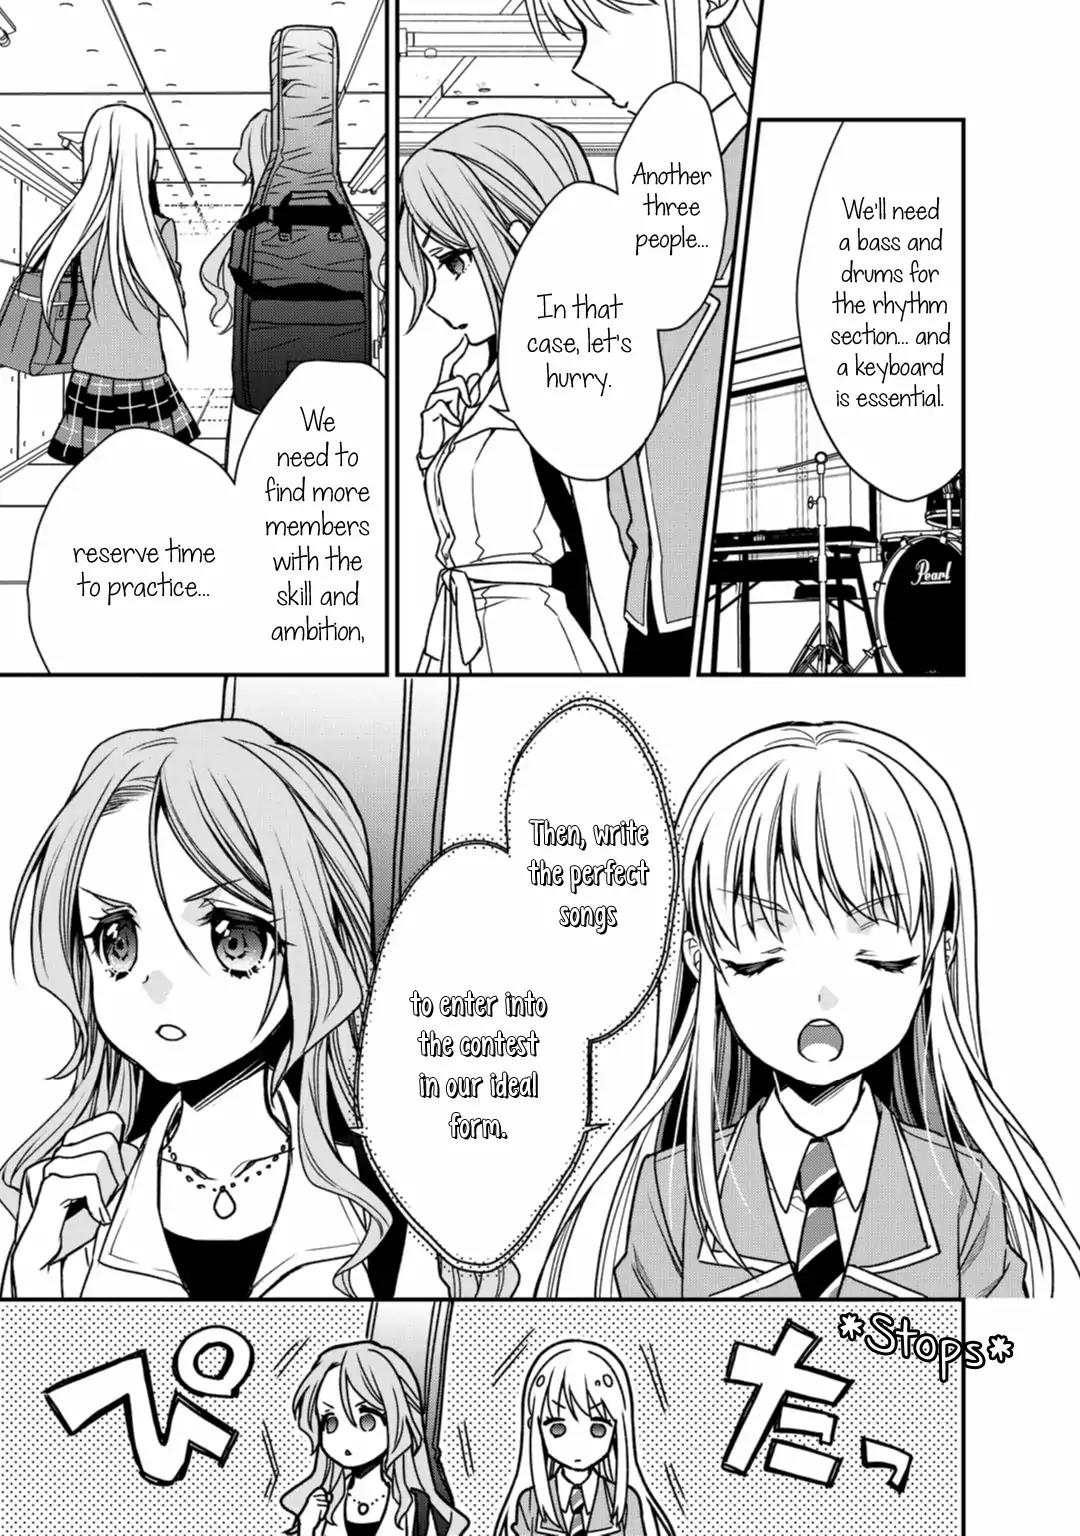 We'll need
a bass and
drums for
the rhythm
section... and
a keyboard
is essential.
Pearl
Another
three
people...
In that
case, let's
hurry.
We
need to
find more
members
with the
skill and
ambition,
reserve time
to practice...
Then, write
the perfect
songs
to enter into
the contest
in our ideal
form.
*Stops*
ぴ
たっ